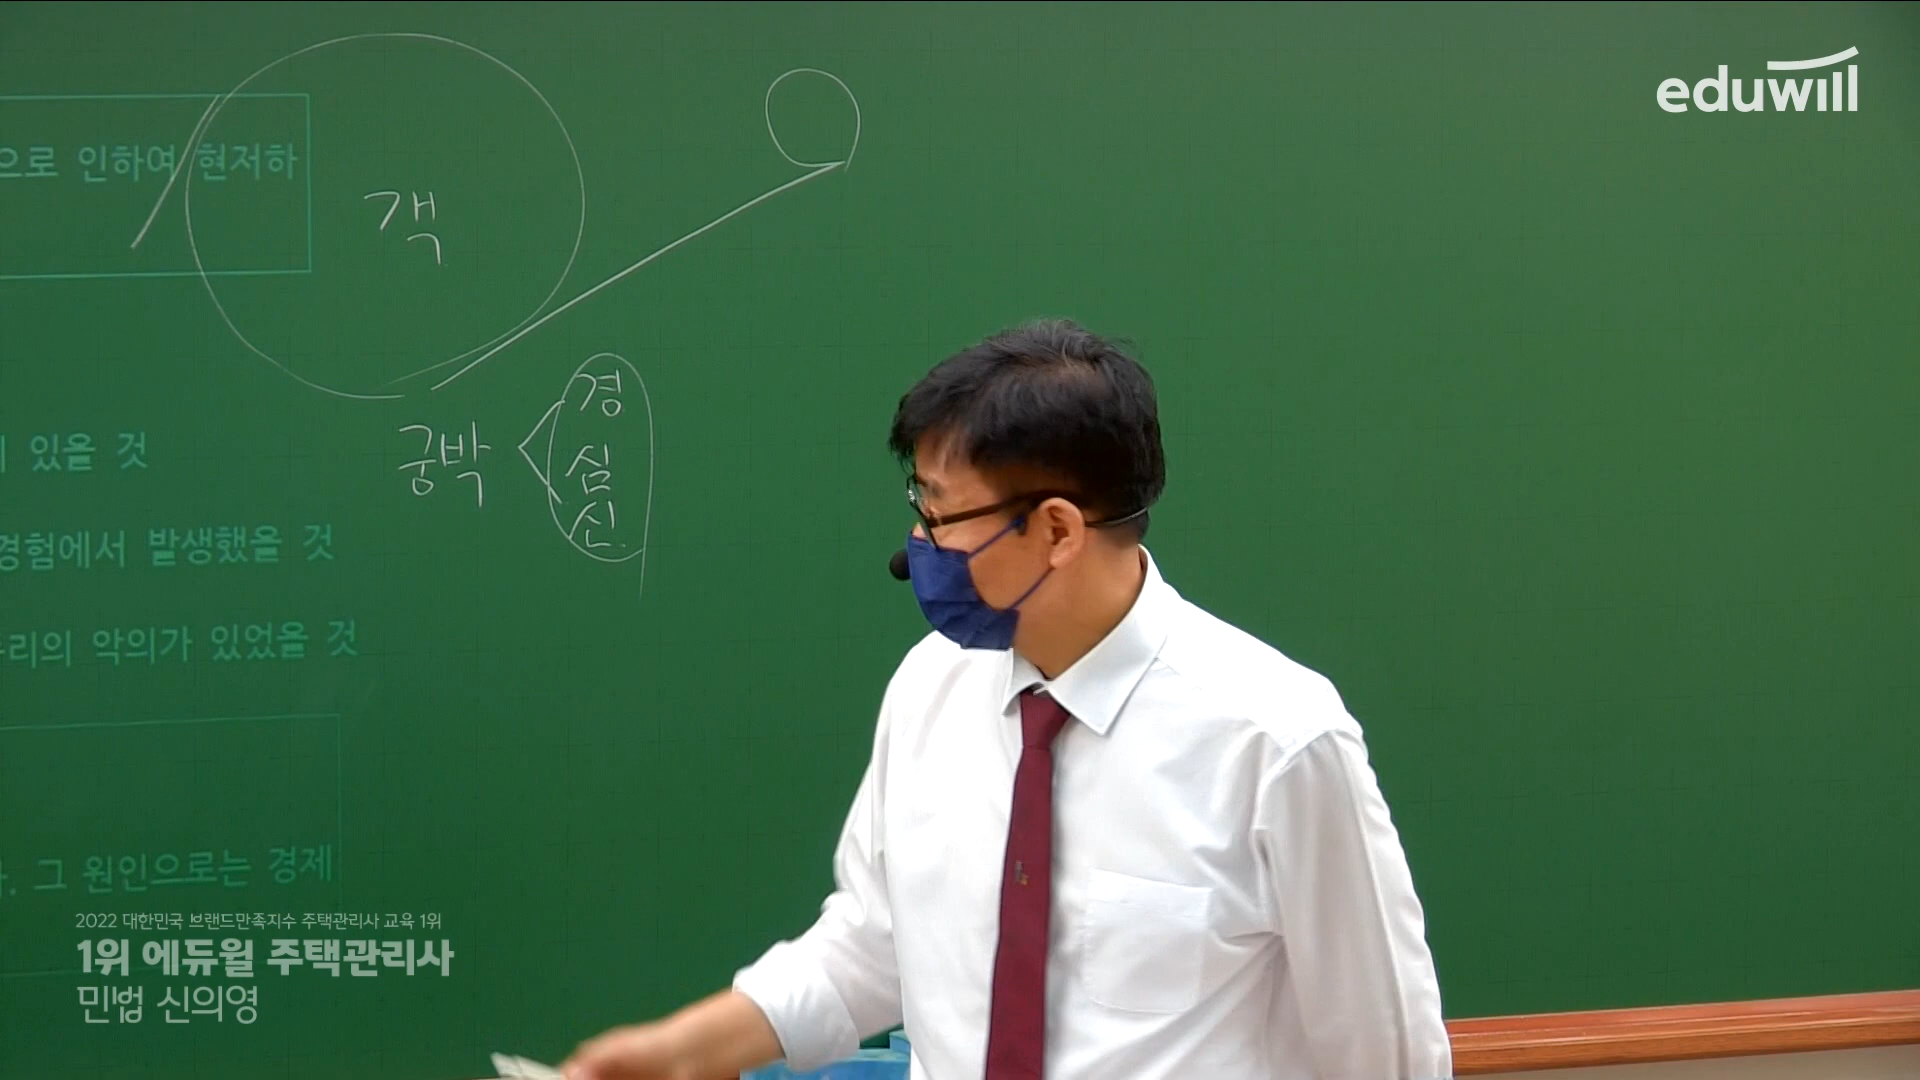 eduwill
으로 인하여 현저하
객
경
궁박
심
신.
있을 것
경험에서 발생했을 것
리의 악의가 있었을 것
. 그 원인으로는 경제
2022 대한민국 브랜드만족지수 주택관리사 교육 1위
1위 에듀윌 주택관리사
민법 신의영